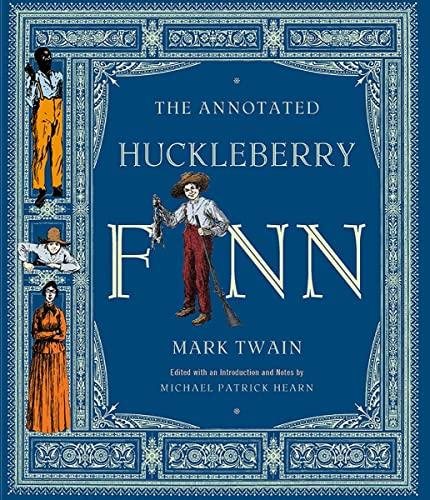 THE ANNOTATED
HUCKLEBERRY
FINN
MARK TWAIN
Edited with an Introduction and Notes by
MICHAEL PATRICK HEARN